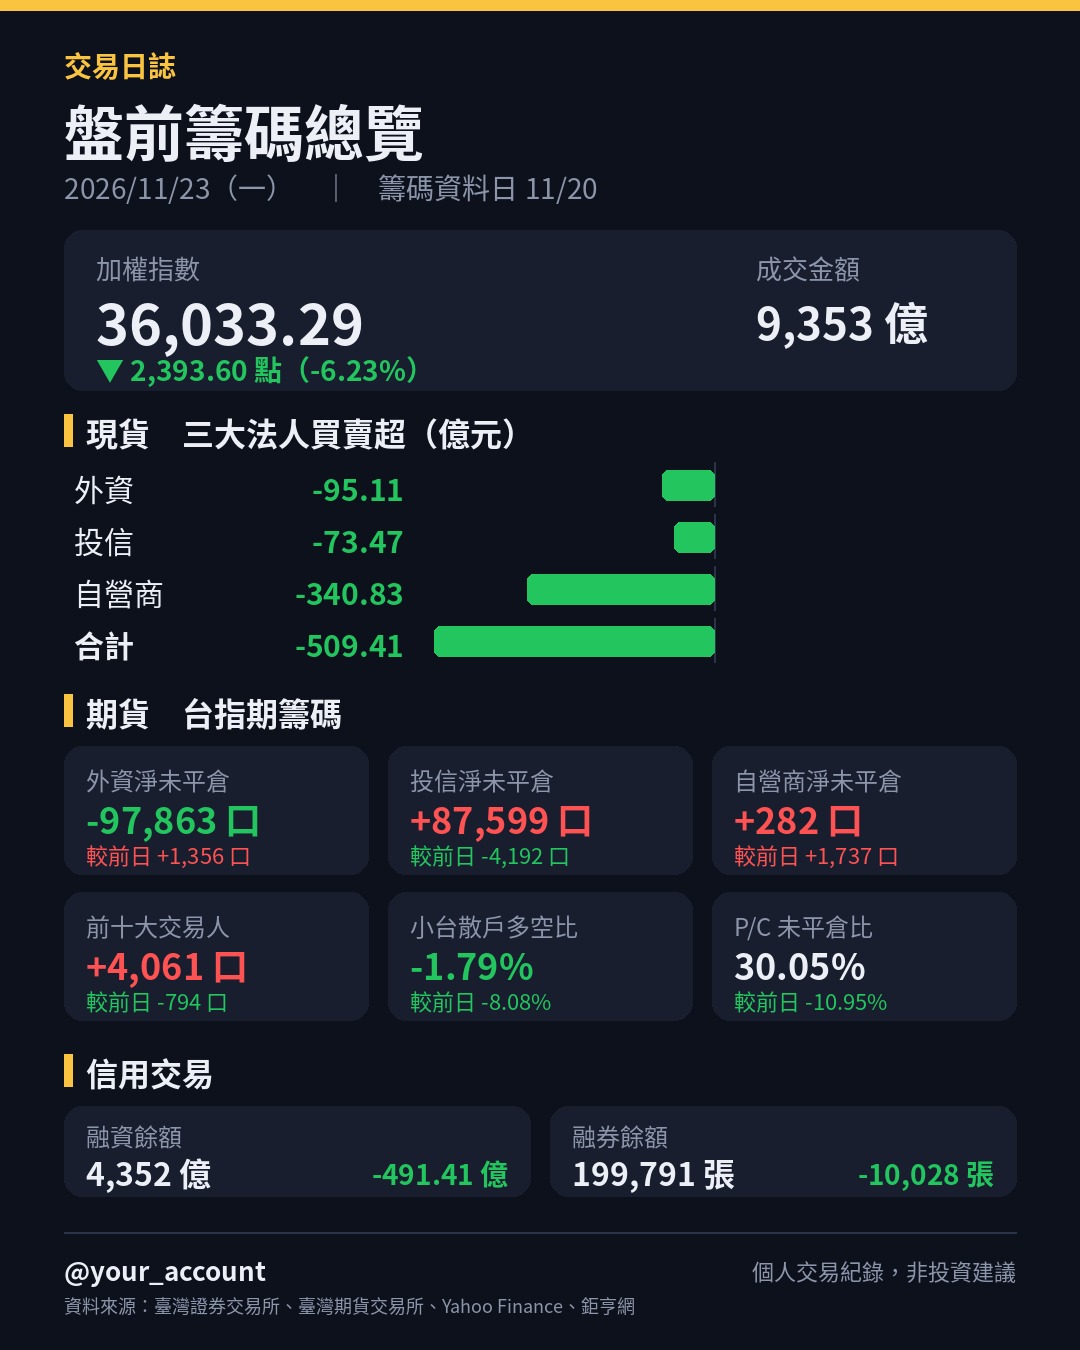 交易日誌
盤前籌碼總覽
2026/11/23（一） ｜ 籌碼資料日 11/20
加權指數 成交金額
36,033.29 9,353 億
▼ 2,393.60 點（-6.23%）
現貨 三大法人買賣超（億元）
外資 -95.11
投信 -73.47
自營商 -340.83
合計 -509.41
期貨 台指期籌碼
外資淨未平倉 投信淨未平倉 自營商淨未平倉
-97,863 口 +87,599 口 +282 口
較前日 +1,356 口 較前日 -4,192 口 較前日 +1,737 口
前十大交易人 小台散戶多空比 P/C 未平倉比
+4,061 口 -1.79% 30.05%
較前日 -794 口 較前日 -8.08% 較前日 -10.95%
信用交易
融資餘額 融券餘額
4,352 億 -491.41 億 199,791 張 -10,028 張
@your_account 個人交易紀錄，非投資建議
資料來源：臺灣證券交易所、臺灣期貨交易所、Yahoo Finance、鉅亨網